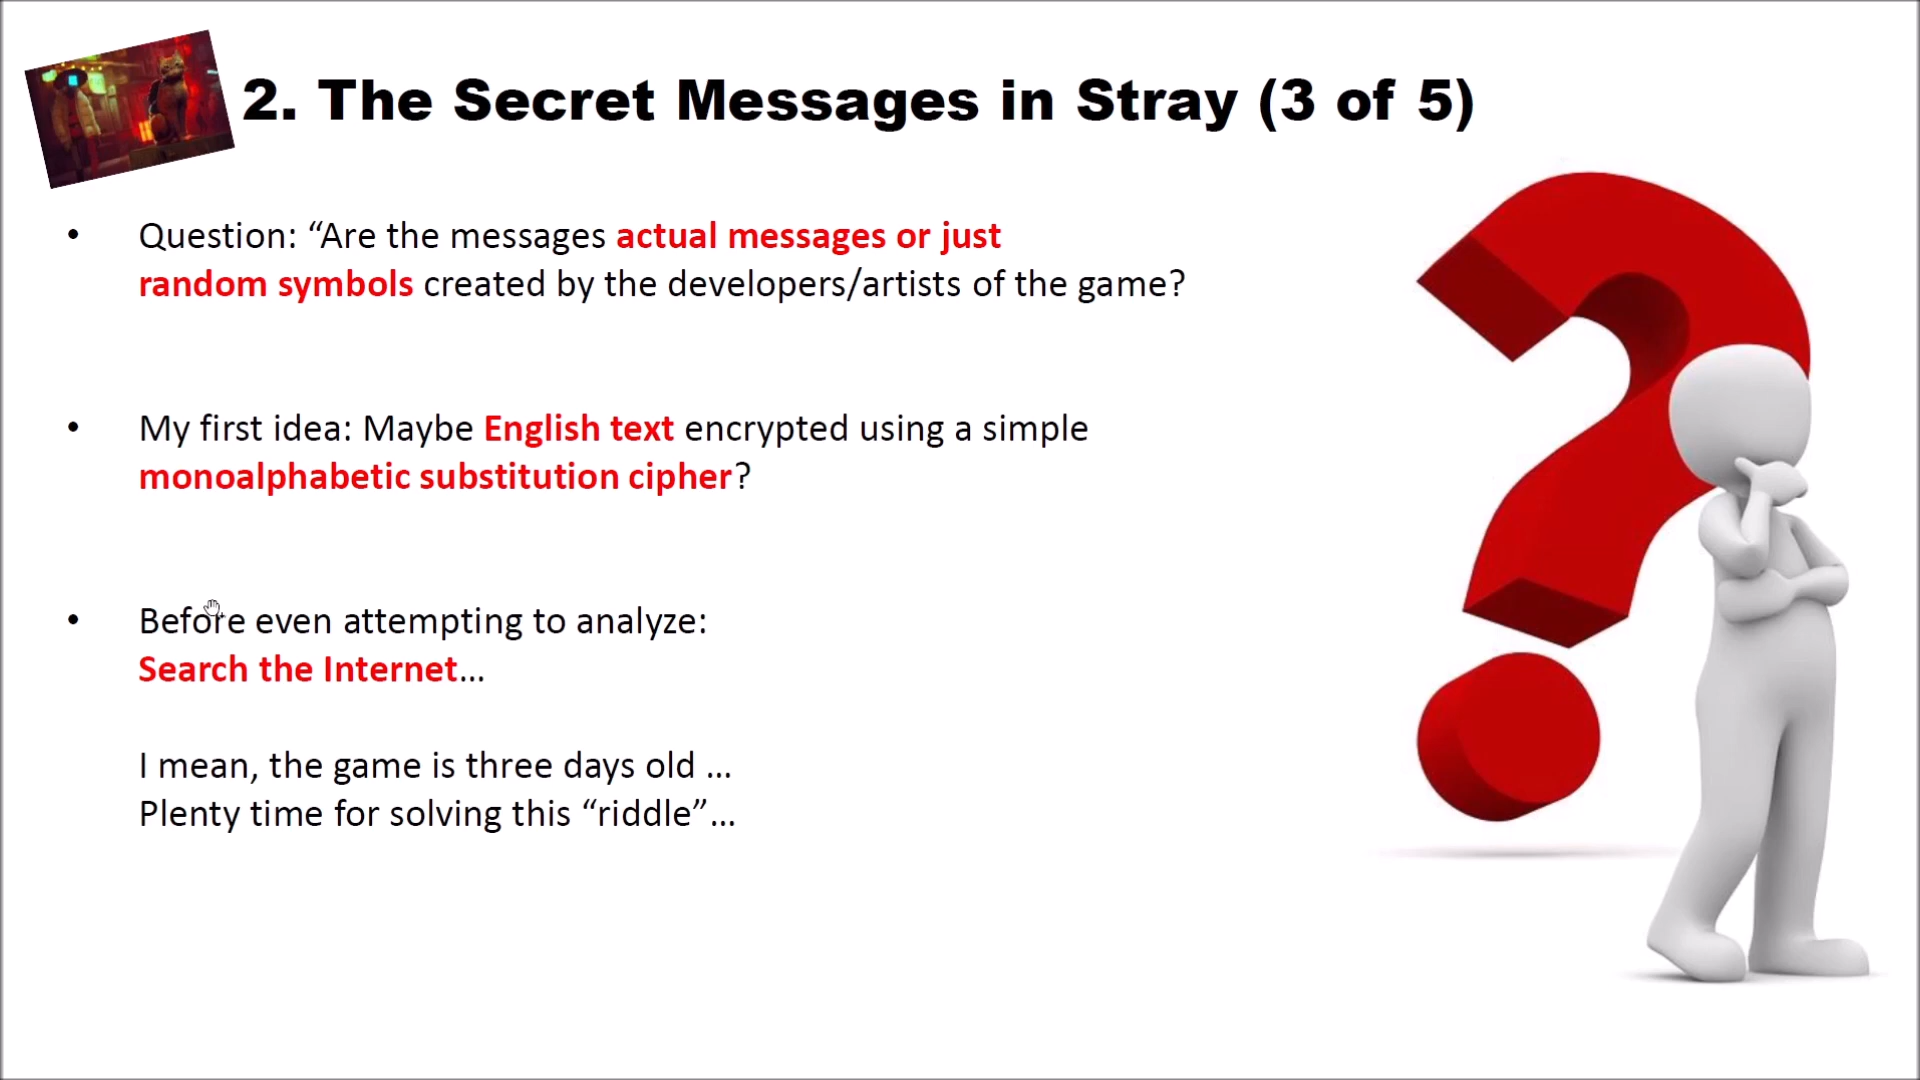 2. The Secret Messages in Stray (3 of 5)
• Question: “Are the messages actual messages or just
random symbols created by the developers/artists of the game?
• My first idea: Maybe English text encrypted using a simple
monoalphabetic substitution cipher?
• Before even attempting to analyze:
Search the Internet…
I mean, the game is three days old …
Plenty time for solving this “riddle”…